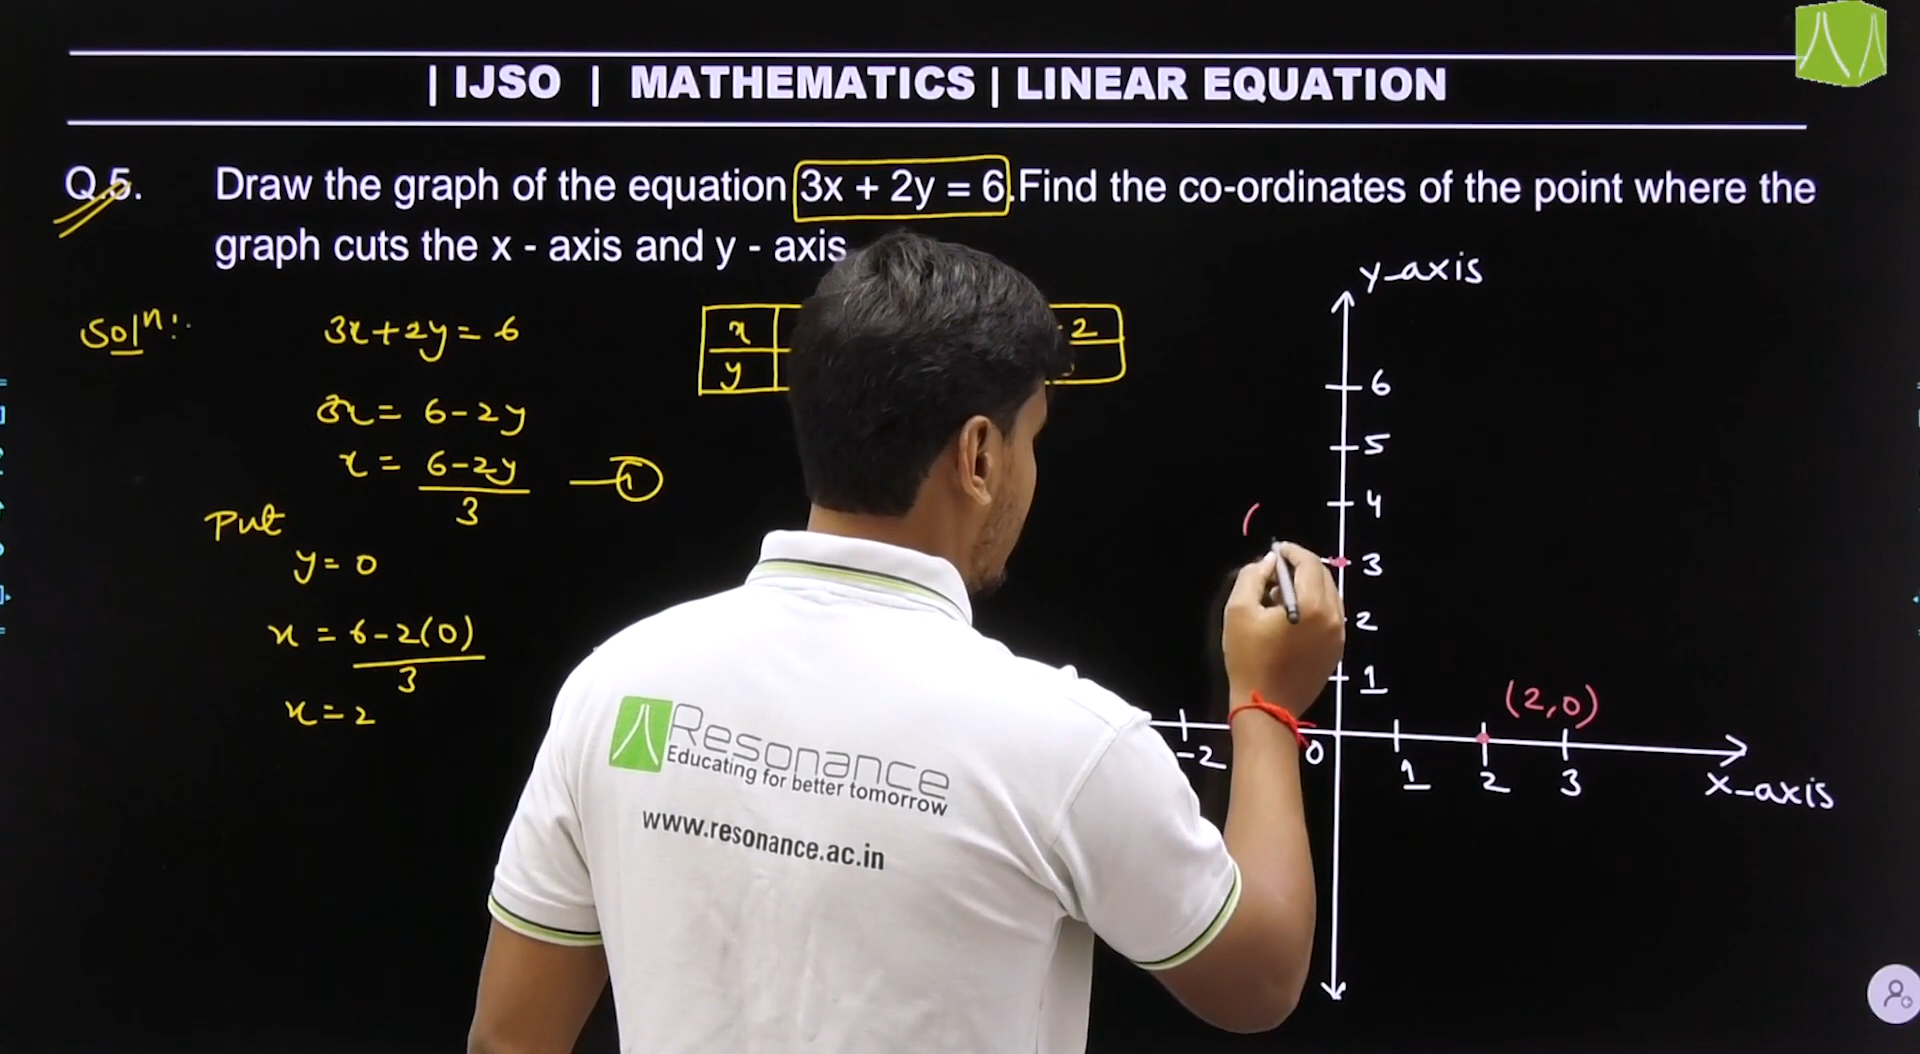 | IJSO | MATHEMATICS | LINEAR EQUATION
Q.5. Draw the graph of the equation 3x + 2y = 6.Find the co-ordinates of the point where the
graph cuts the x - axis and y - axis
Solⁿ:
3x+2y=6
3x= 6-2y
x= 6-2y
3
1
Put
y=0
x = 6-2(0)
3
x=2
x
2
y
y-axis
6
5
4
(
3
2
1
(2,0)
-2 0 1 2 3
x-axis
Resonance
Educating for better tomorrow
www.resonance.ac.in